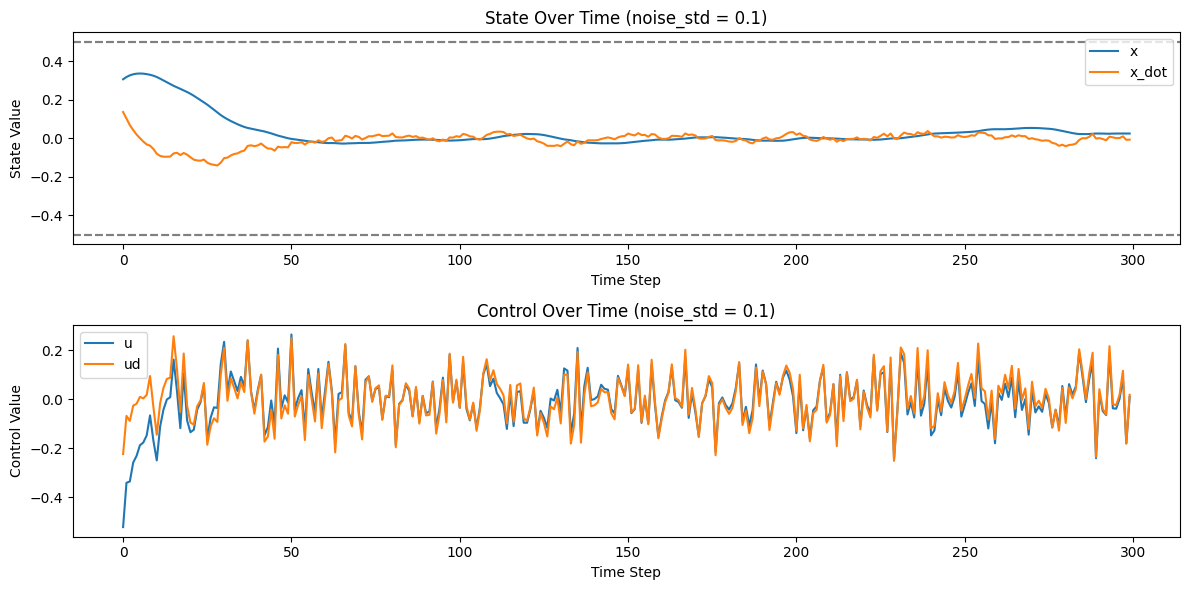 State Over Time (noise_std = 0.1)
State Value
0.4
0.2
0.0
−0.2
−0.4
x
x_dot
0 50 100 150 200 250 300
Time Step
Control Over Time (noise_std = 0.1)
Control Value
0.2
0.0
−0.2
−0.4
u
ud
0 50 100 150 200 250 300
Time Step